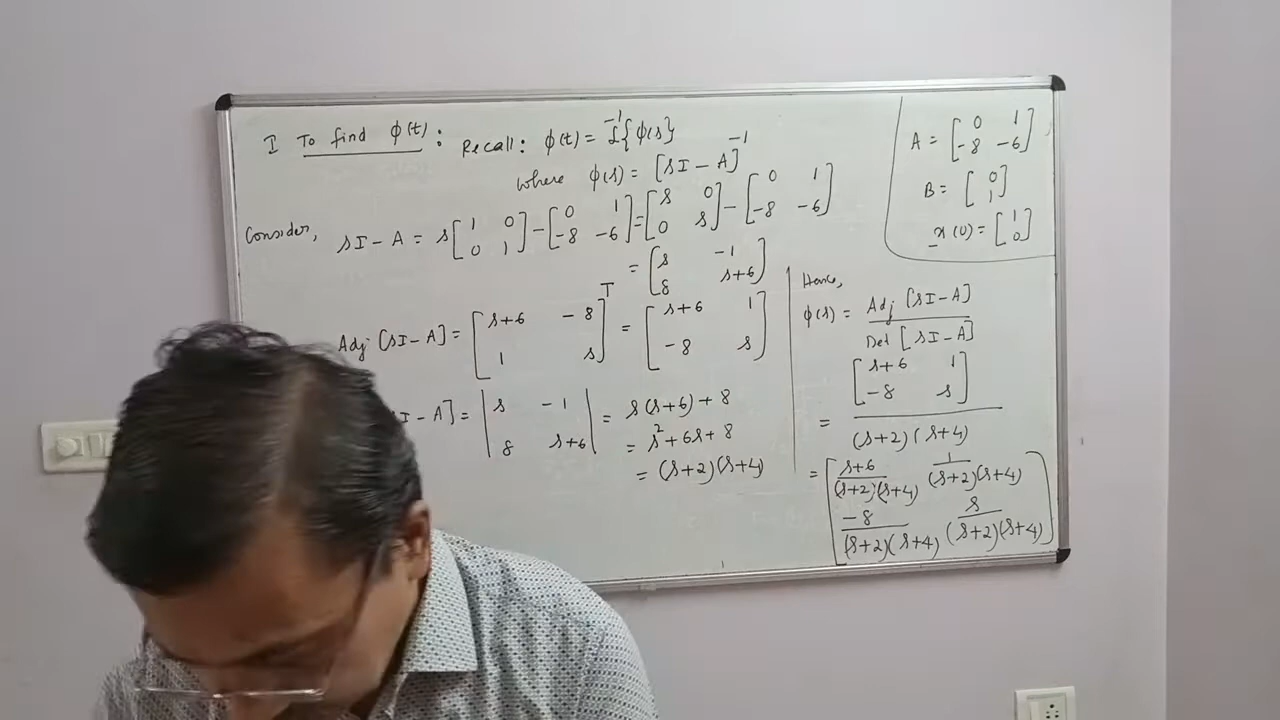 I To find φ(t): Recall: φ(t) = £⁻¹{φ(s)}
where φ(s) = [sI – A]⁻¹
Consider, sI – A = s[1 0; 0 1] – [0 1; -8 -6] = [s 0; 0 s] – [0 1; -8 -6]
= [s -1; 8 s+6]
Adj [sI – A] = [s+6 -8; 1 s]ᵀ = [s+6 1; -8 s]
I – A] = |s -1; 8 s+6| = s(s+6) + 8
= s² + 6s + 8
= (s+2)(s+4)
Hence,
φ(s) = Adj [sI – A] / Det [sI – A]
= [s+6 1; -8 s] / (s+2)(s+4)
= [s+6/(s+2)(s+4) 1/(s+2)(s+4); -8/(s+2)(s+4) s/(s+2)(s+4)]
A = [0 1; -8 -6]
B = [0; 1]
x(0) = [1; 0]